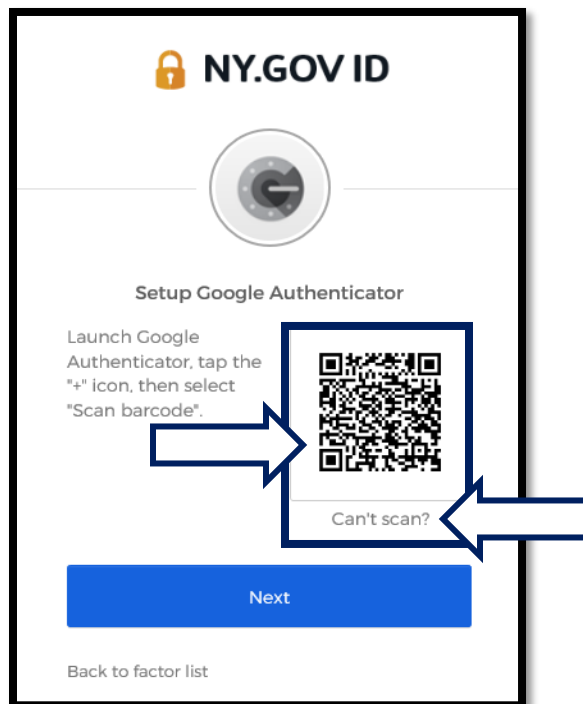 NY.GOV ID
Setup Google Authenticator
Launch Google
Authenticator, tap the
"+" icon, then select
"Scan barcode".
Can't scan?
Next
Back to factor list